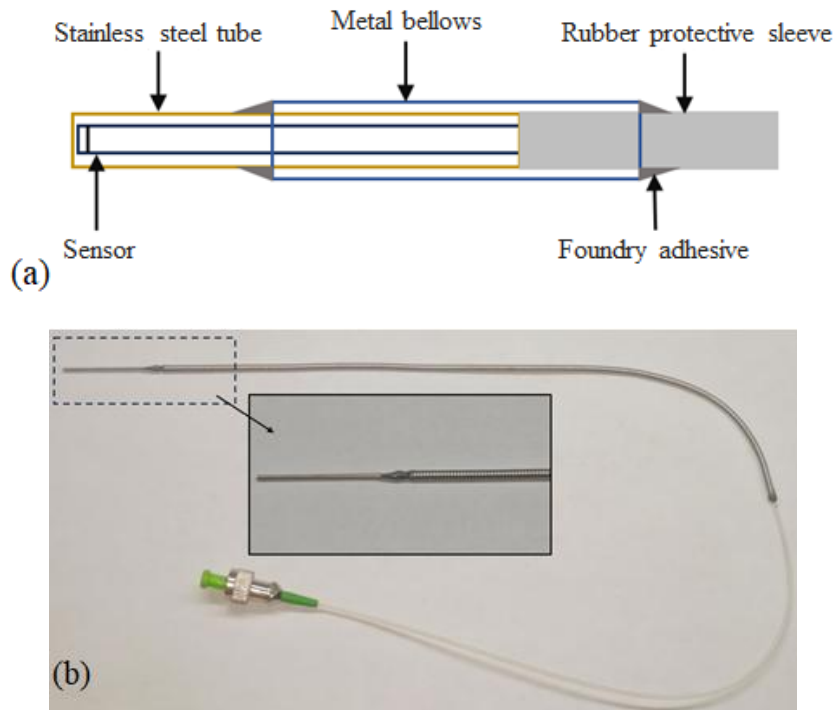 Stainless steel tube
Metal bellows
Rubber protective sleeve
Sensor
Foundry adhesive
(a)
(b)